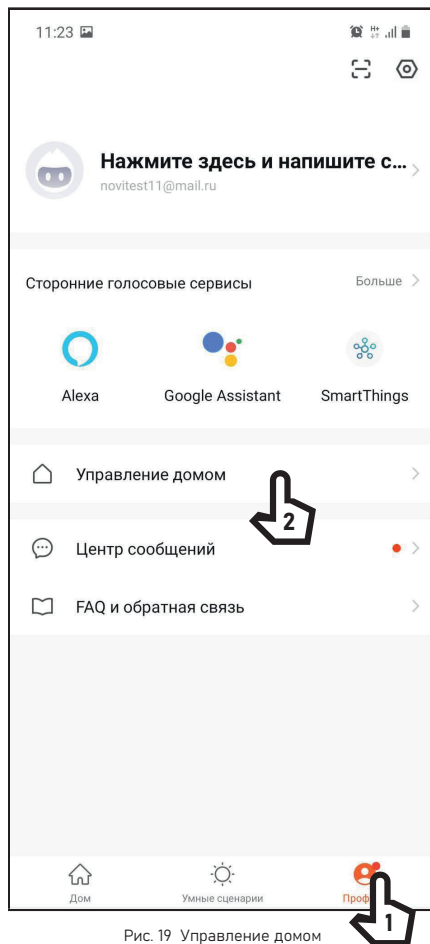 11:23
Нажмите здесь и напишите с...
novitest11@mail.ru
Сторонние голосовые сервисы Больше
Alexa Google Assistant SmartThings
Управление домом
2
Центр сообщений
FAQ и обратная связь
Дом Умные сценарии
1
Рис. 19 Управление домом